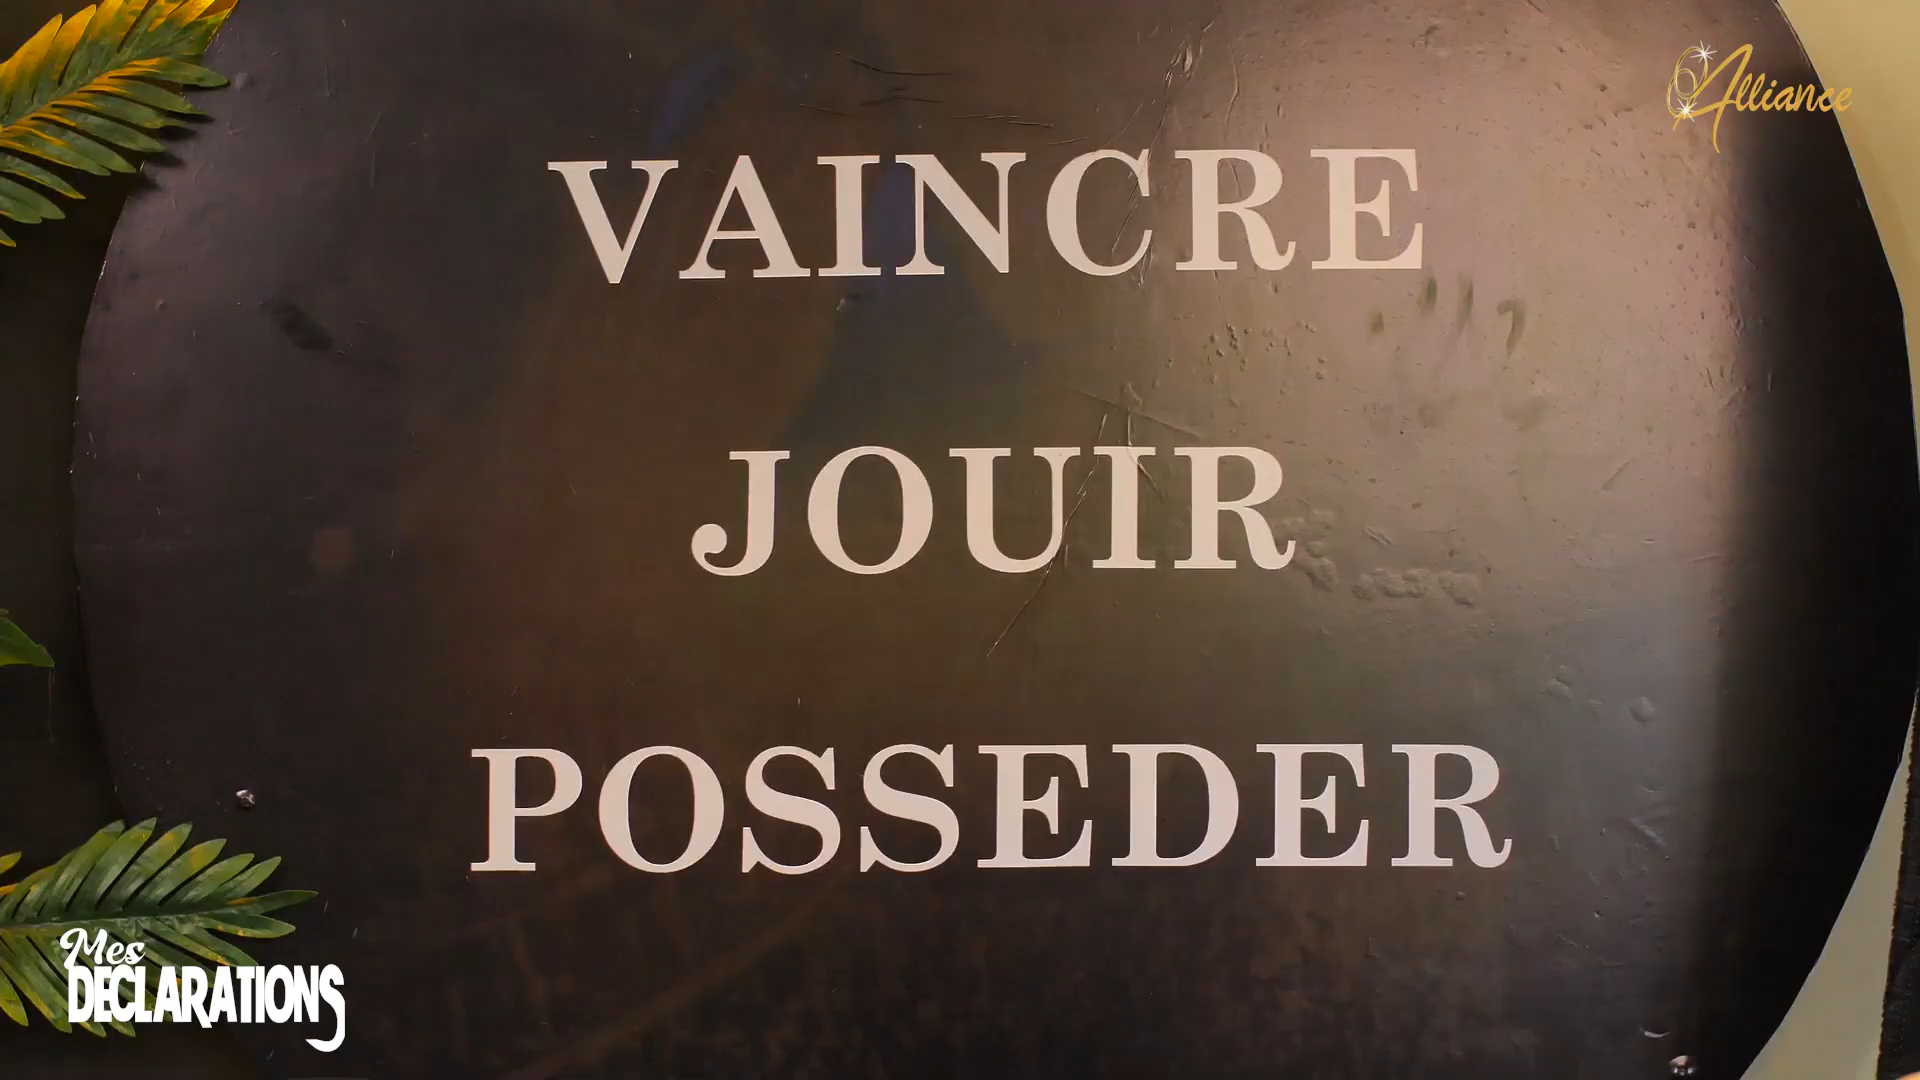 Alliance
VAINCRE
JOUIR
POSSEDER
Mes
DECLARATIONS